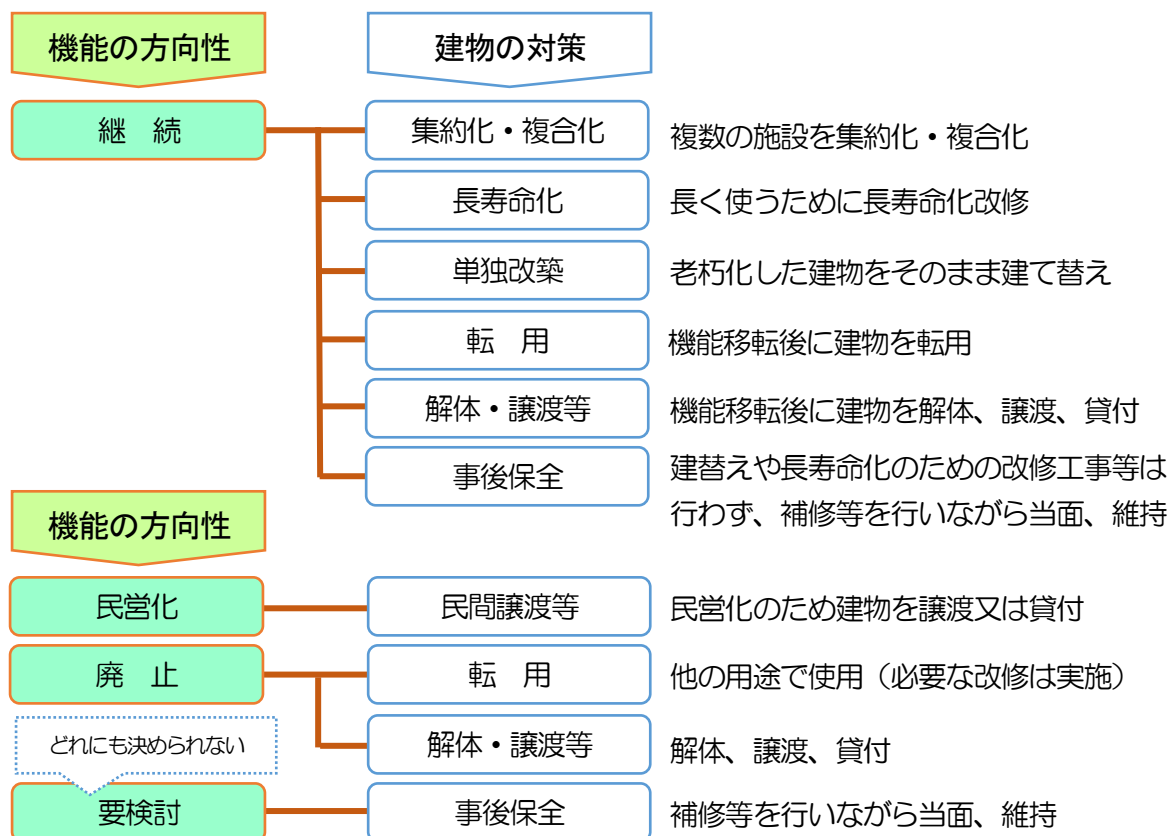 機能の方向性
建物の対策
継　続
集約化・複合化
複数の施設を集約化・複合化
長寿命化
長く使うために長寿命化改修
単独改築
老朽化した建物をそのまま建て替え
転　用
機能移転後に建物を転用
解体・譲渡等
機能移転後に建物を解体、譲渡、貸付
事後保全
建替えや長寿命化のための改修工事等は
行わず、補修等を行いながら当面、維持
機能の方向性
民営化
民間譲渡等
民営化のため建物を譲渡又は貸付
廃　止
転　用
他の用途で使用（必要な改修は実施）
どれにも決められない
解体・譲渡等
解体、譲渡、貸付
要検討
事後保全
補修等を行いながら当面、維持